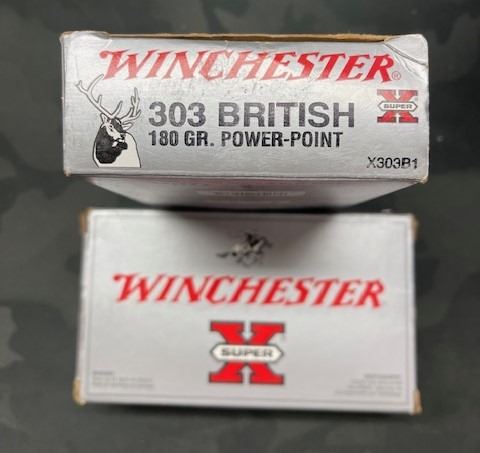 WINCHESTER®
303 BRITISH
180 GR. POWER-POINT
SUPER X
X303B1
WINCHESTER
SUPER X